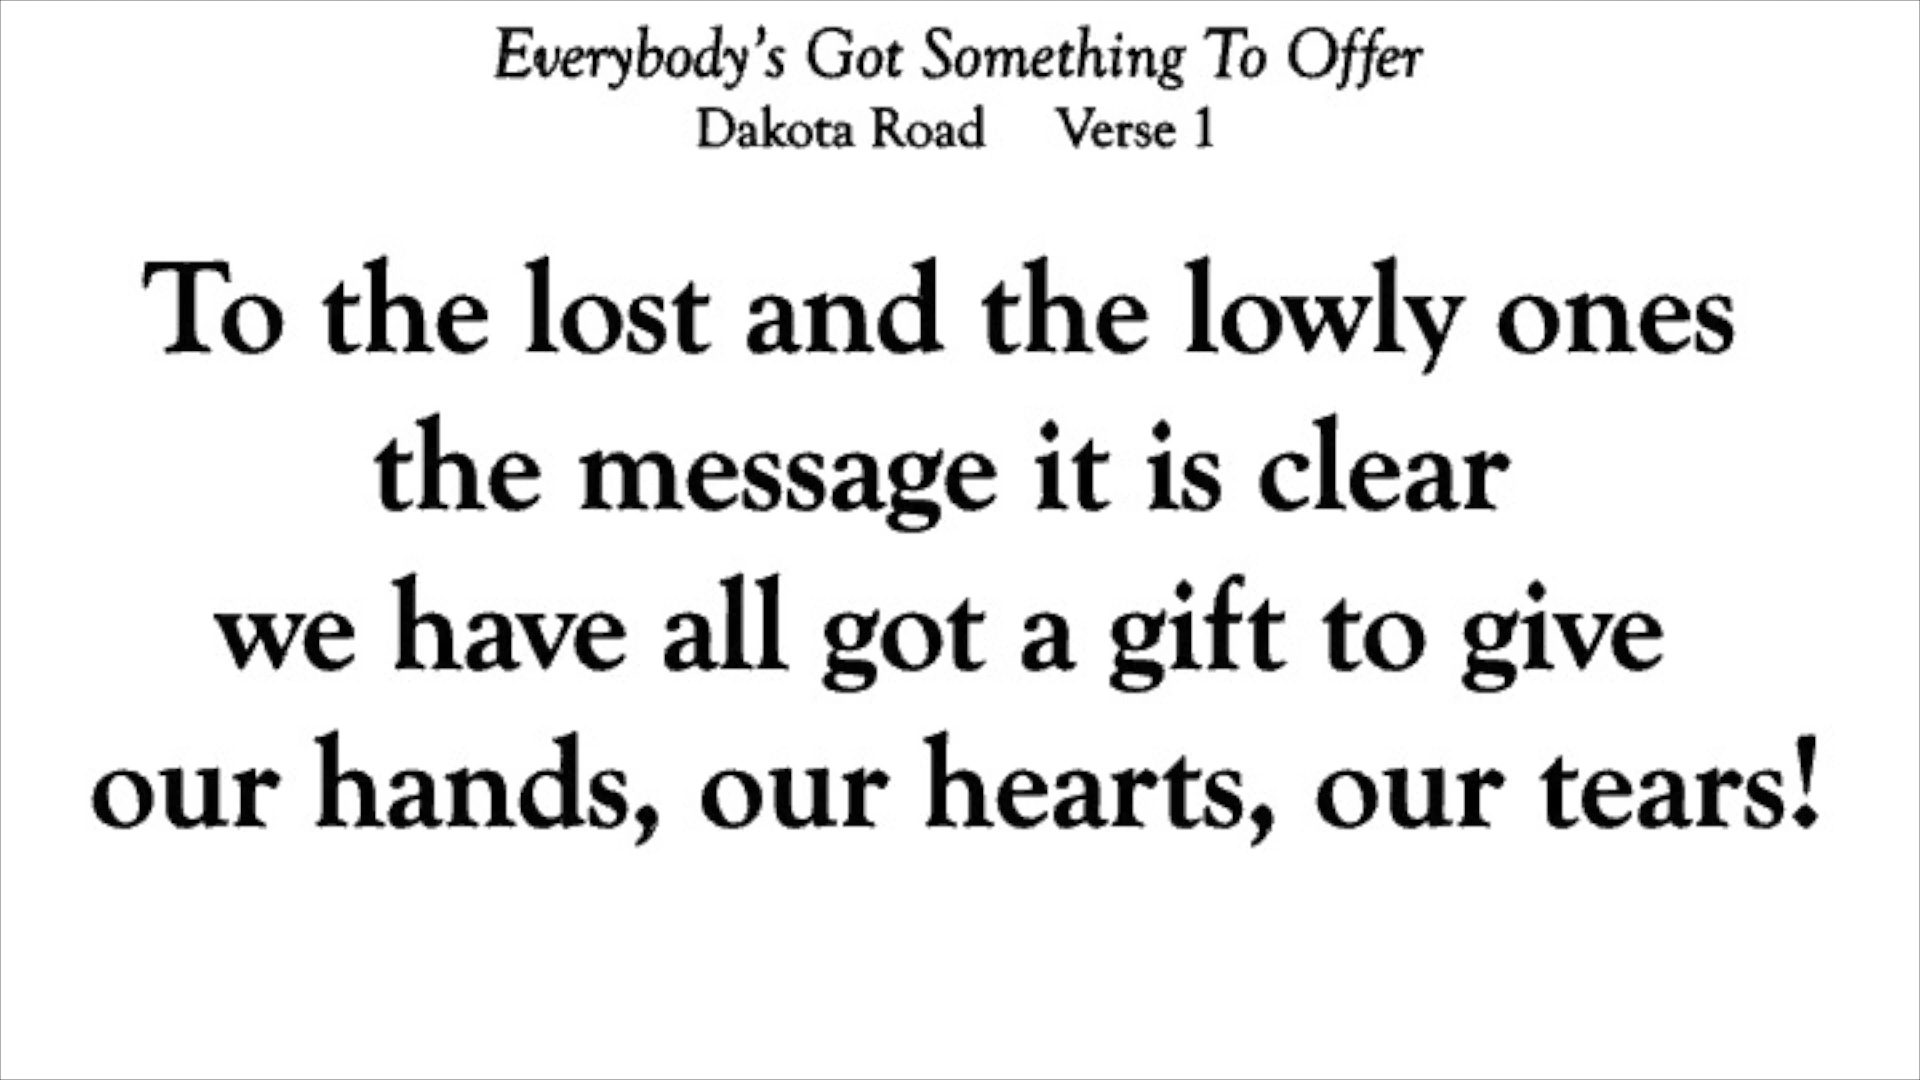 Everybody's Got Something To Offer
Dakota Road Verse 1
To the lost and the lowly ones
the message it is clear
we have all got a gift to give
our hands, our hearts, our tears!